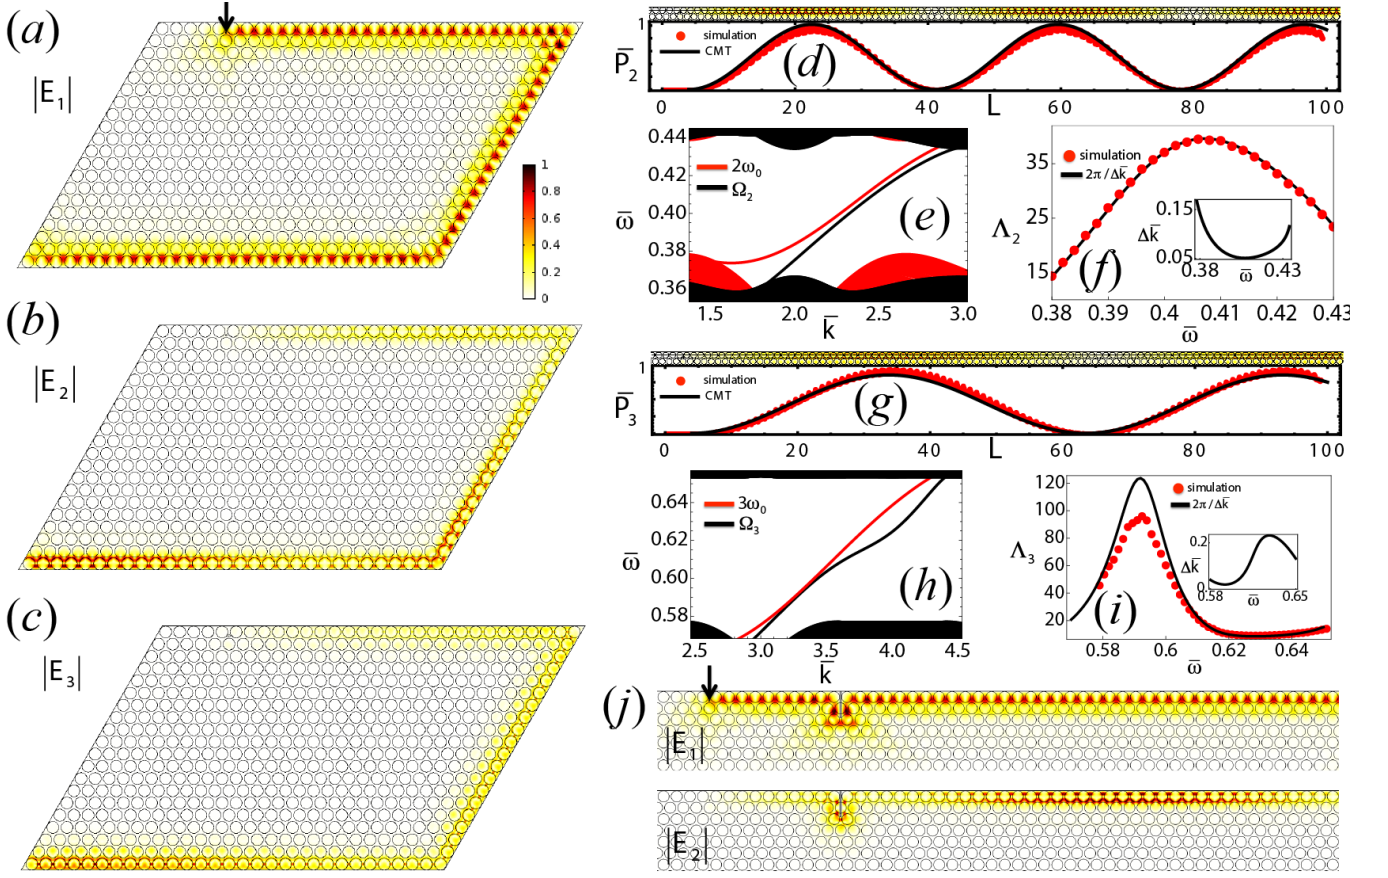 (a)
|E1|
1
0.8
0.6
0.4
0.2
0
(b)
|E2|
(c)
|E3|
1
P̄2
simulation
CMT
(d)
0 20 40 60 80 100
L
0.44
0.42
ω̄
0.40
0.38
0.36
2ω0
Ω2
(e)
1.5 2.0 2.5 3.0
k̄
35
Λ2
25
15
simulation
2π/Δk̄
0.15
Δk̄
0.05
0.38 ω̄ 0.43
(f)
0.38 0.39 0.4 0.41 0.42 0.43
ω̄
1
P̄3
simulation
CMT
(g)
0 20 40 60 80 100
L
0.64
0.62
ω̄
0.60
0.58
3ω0
Ω3
(h)
2.5 3.0 3.5 4.0 4.5
k̄
120
100
Λ3
80
60
40
20
simulation
2π/Δk̄
0.2
Δk̄
0
0.58 ω̄ 0.65
(i)
0.58 0.6 0.62 0.64
ω̄
(j)
|E1|
|E2|